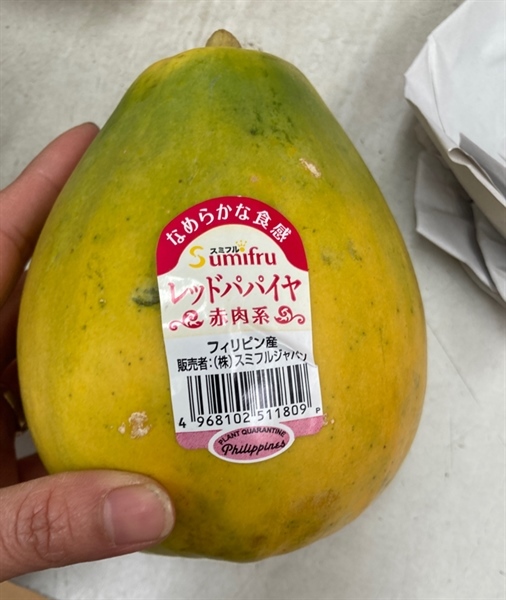 なめらかな食感
スミフル
Sumifru
レッドパパイヤ
赤肉系
フィリピン産
販売者:(株)スミフルジャパン
4 968102 511809 P
PLANT QUARANTINE
Philippines